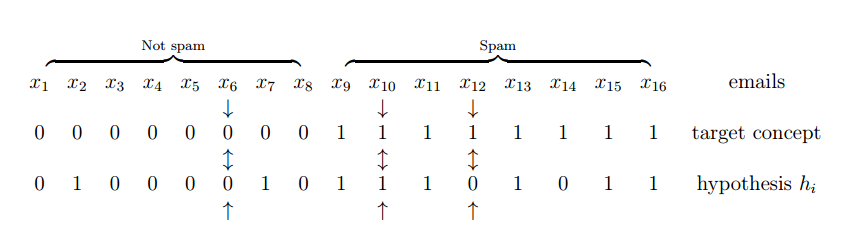 Not spam Spam
x₁ x₂ x₃ x₄ x₅ x₆ x₇ x₈ x₉ x₁₀ x₁₁ x₁₂ x₁₃ x₁₄ x₁₅ x₁₆ emails
↓ ↓ ↓
0 0 0 0 0 0 0 0 1 1 1 1 1 1 1 1 target concept
↕ ↕ ↕
0 1 0 0 0 0 1 0 1 1 1 0 1 0 1 1 hypothesis hᵢ
↑ ↑ ↑